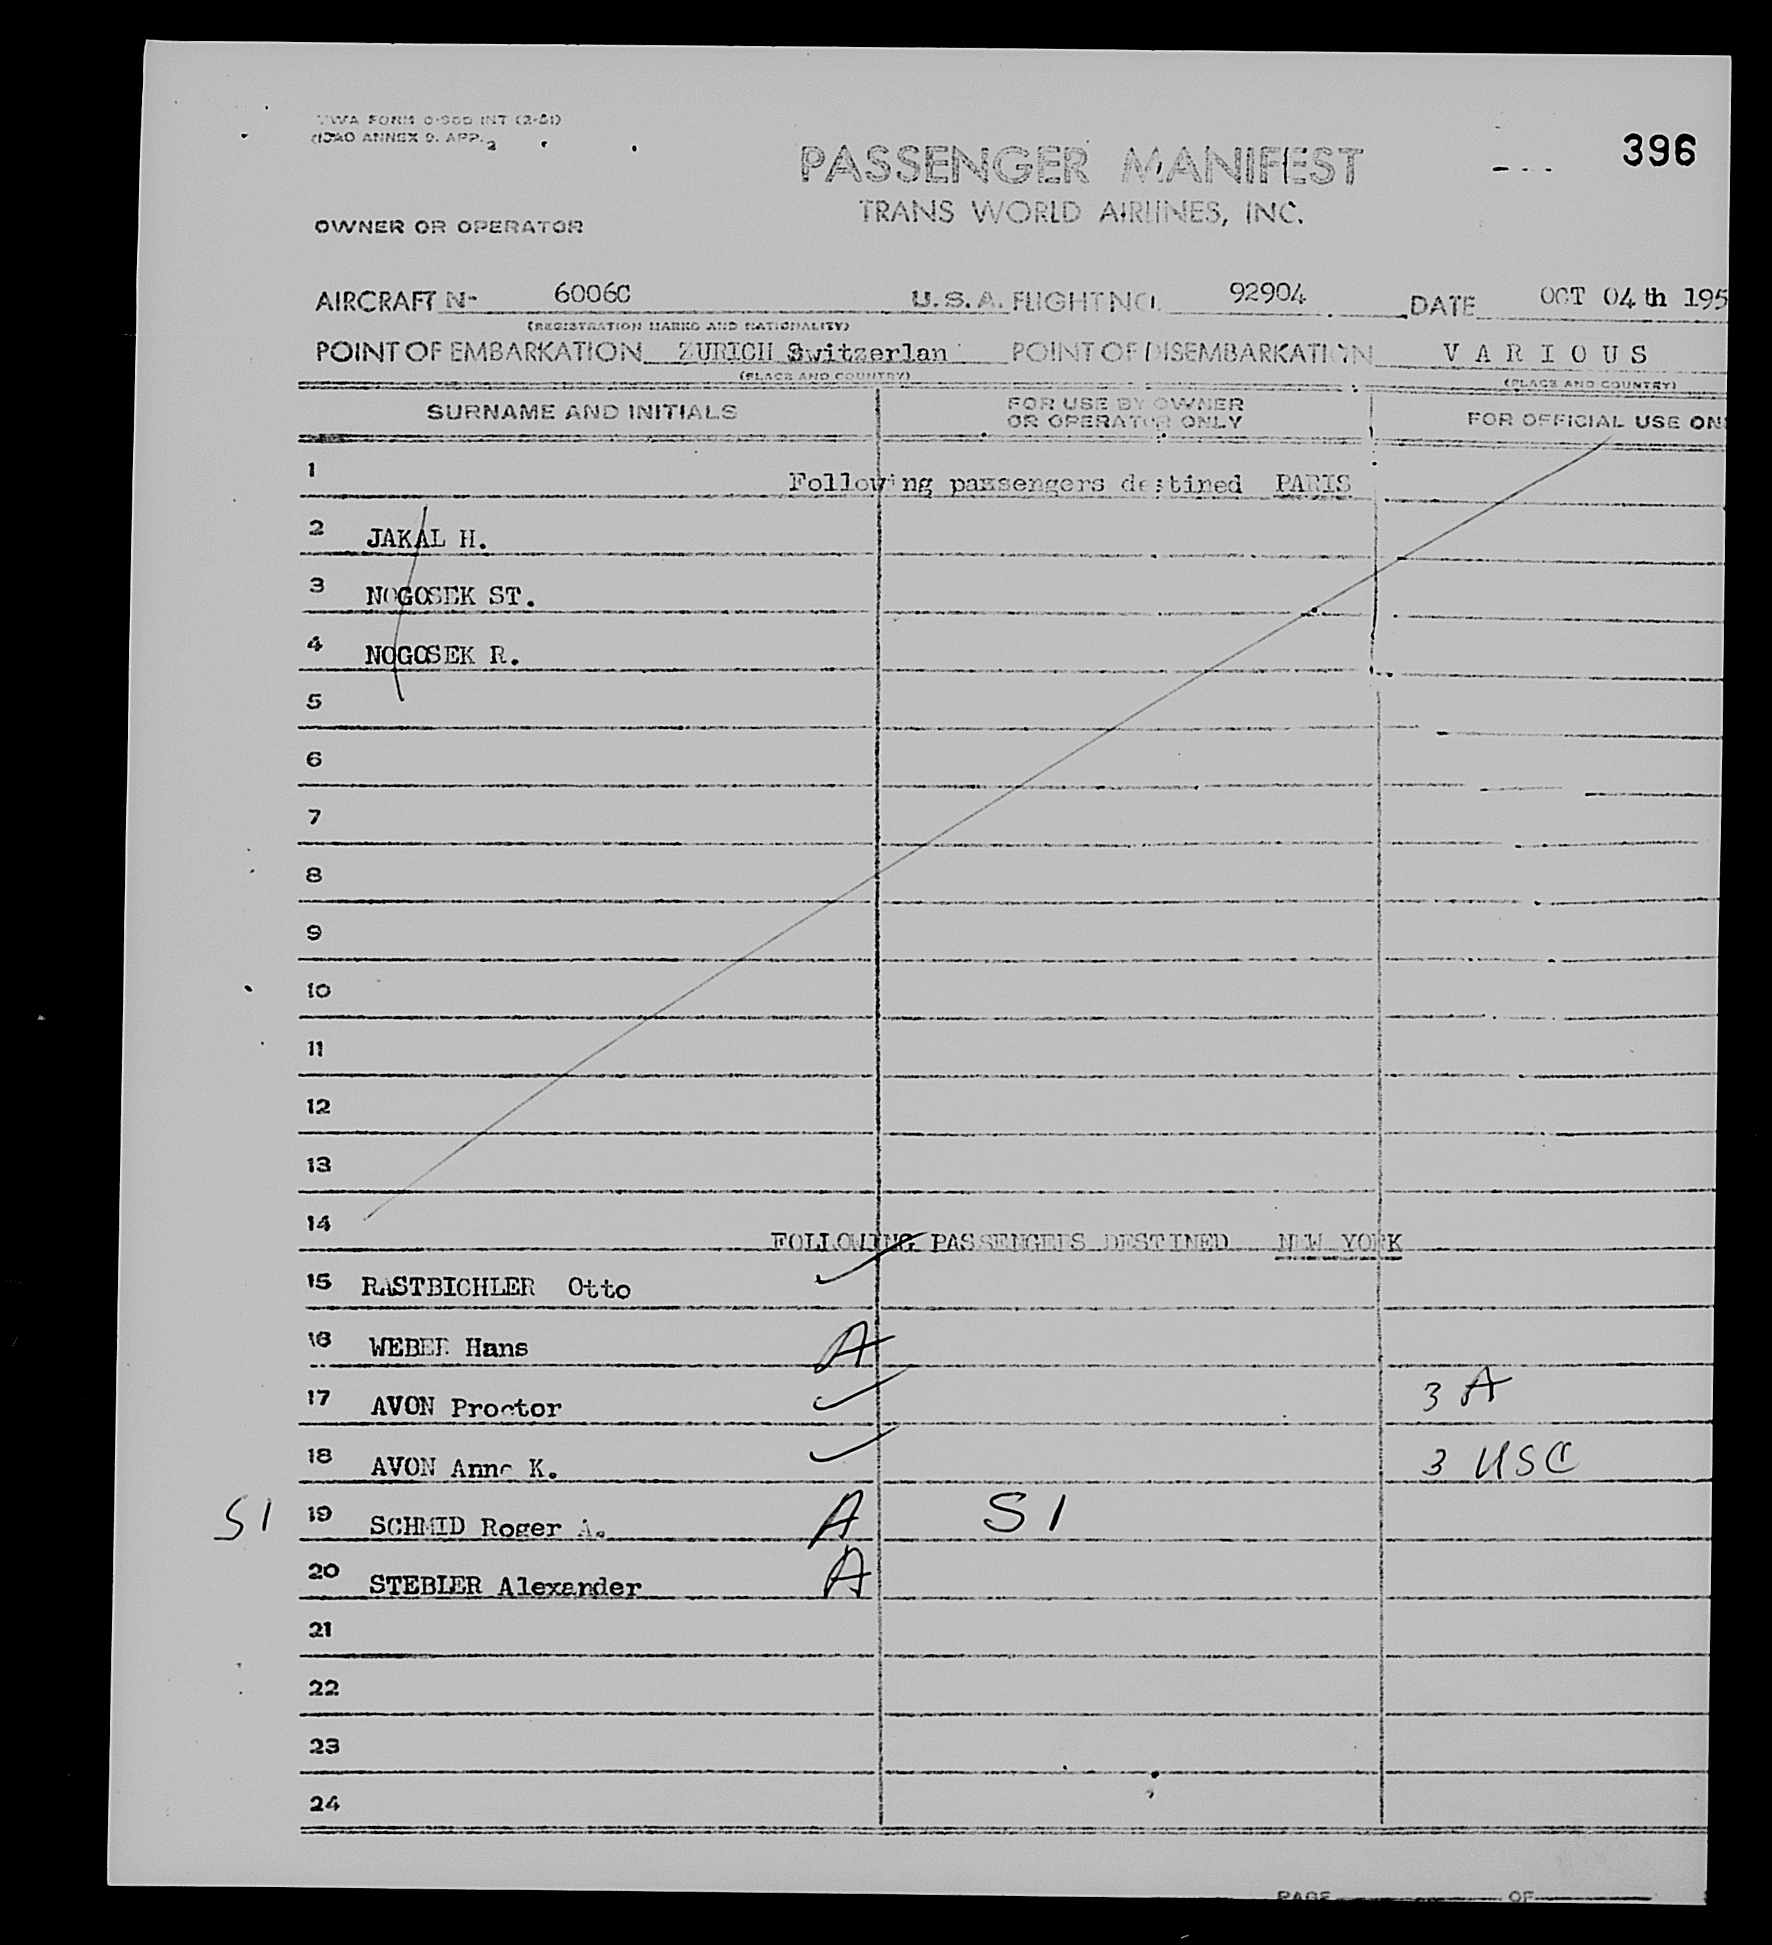 TWA FORM 0-905 INT (2-51)
ICAO ANNEX 9. APP. 2
396
PASSENGER MANIFEST
TRANS WORLD AIRLINES, INC.
OWNER OR OPERATOR
AIRCRAFT No 6006C U.S.A. FLIGHT NO. 92904 DATE OCT 04th 195
(REGISTRATION MARKS AND NATIONALITY)
POINT OF EMBARKATION ZURICH Switzerlan POINT OF DISEMBARKATION VARIOUS
(PLACE AND COUNTRY) (PLACE AND COUNTRY)
SURNAME AND INITIALS FOR USE BY OWNER OR OPERATOR ONLY FOR OFFICIAL USE ON
1 Following passengers destined PARIS
2 JAKAL H.
3 NOGOSEK ST.
4 NOGOSEK R.
5
6
7
8
9
10
11
12
13
14 FOLLOWING PASSENGERS DESTINED NEW YORK
15 RASTBICHLER Otto
16 WEBER Hans A
17 AVON Proctor 3 A
18 AVON Anne K. 3 USC
SI 19 SCHMID Roger A. A SI
20 STEBLER Alexander A
21
22
23
24
PAGE OF